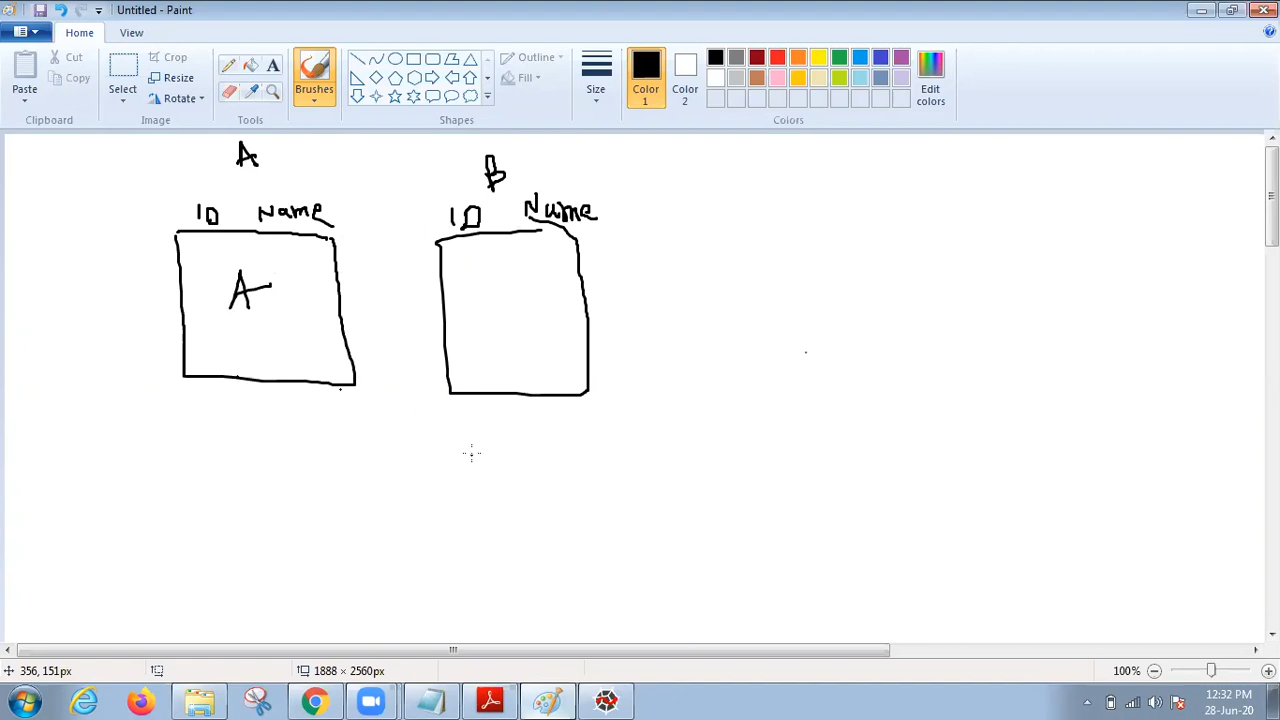 Untitled - Paint
Home
View
Paste
Cut
Copy
Select
Crop
Resize
Rotate
Brushes
Outline
Fill
Size
Color
1
Color
2
Edit
colors
Clipboard
Image
Tools
Shapes
Colors
A
B
ID Name
ID Name
A
356, 151px
1888 × 2560px
100%
12:32 PM
28-Jun-20